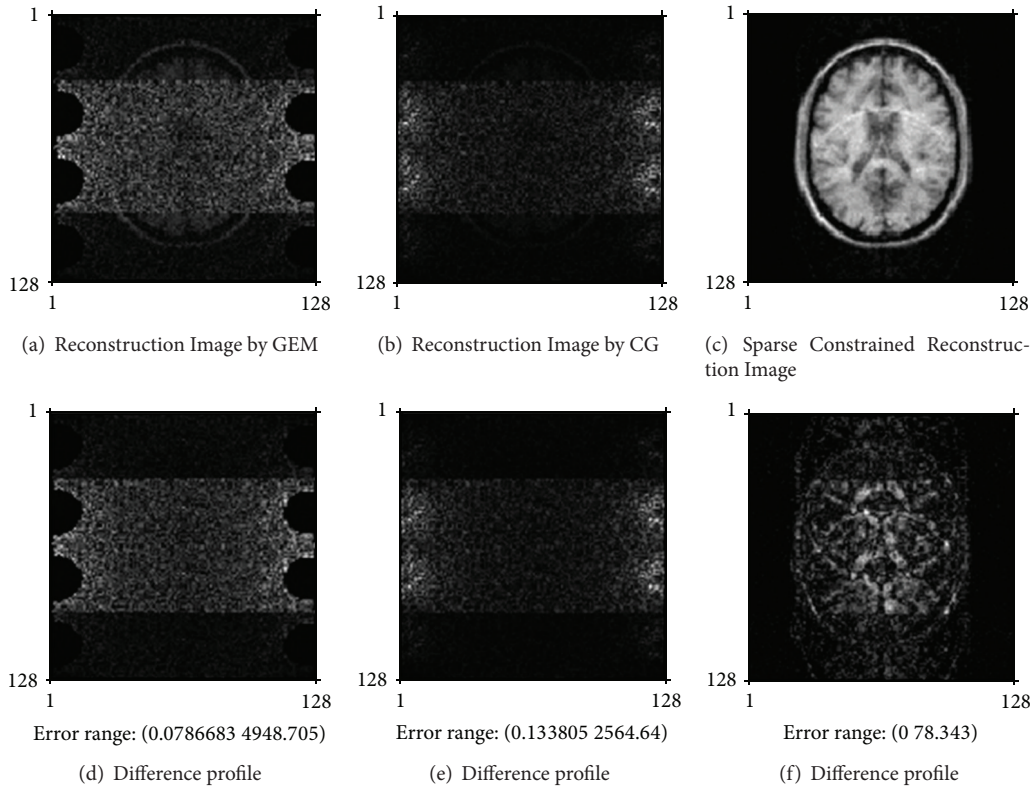 1
128
1
128
(a) Reconstruction Image by GEM
1
128
1
128
(b) Reconstruction Image by CG
1
128
1
128
(c) Sparse Constrained Reconstruc-
tion Image
1
128
1
128
Error range: (0.0786683 4948.705)
(d) Difference profile
1
128
1
128
Error range: (0.133805 2564.64)
(e) Difference profile
1
128
1
128
Error range: (0 78.343)
(f) Difference profile